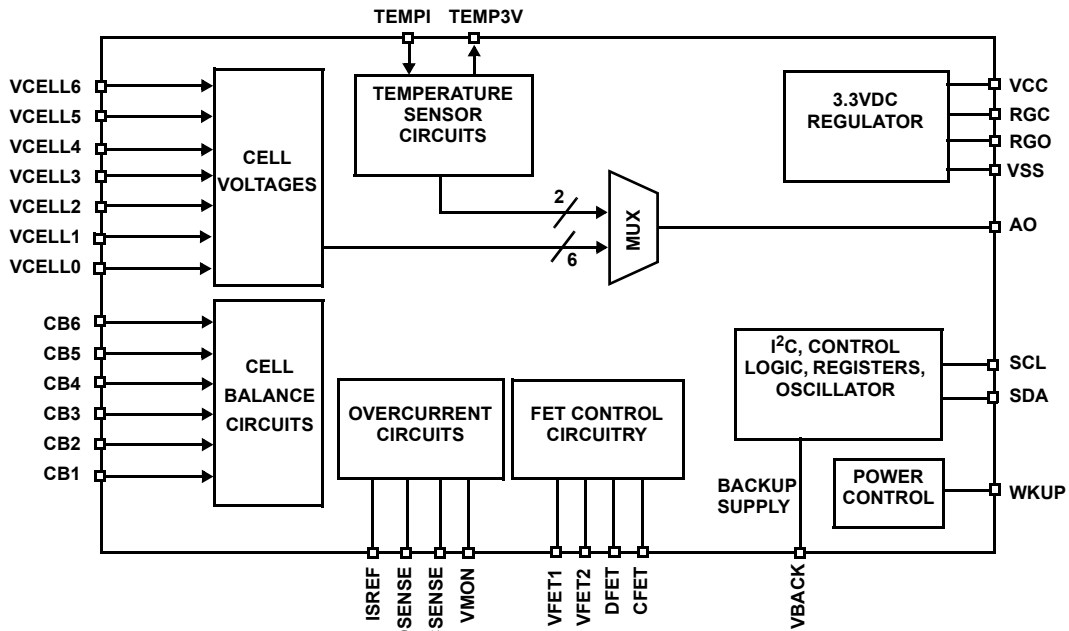 TEMPI TEMP3V
VCELL6
VCELL5
VCELL4
VCELL3
VCELL2
VCELL1
VCELL0
CELL
VOLTAGES
TEMPERATURE
SENSOR
CIRCUITS
3.3VDC
REGULATOR
VCC
RGC
RGO
VSS
2
6
MUX
AO
CB6
CB5
CB4
CB3
CB2
CB1
CELL
BALANCE
CIRCUITS
OVERCURRENT
CIRCUITS
FET CONTROL
CIRCUITRY
I²C, CONTROL
LOGIC, REGISTERS,
OSCILLATOR
SCL
SDA
BACKUP
SUPPLY
POWER
CONTROL
WKUP
ISREF
SENSE
VMON
VFET1
VFET2
DFET
CFET
VBACK